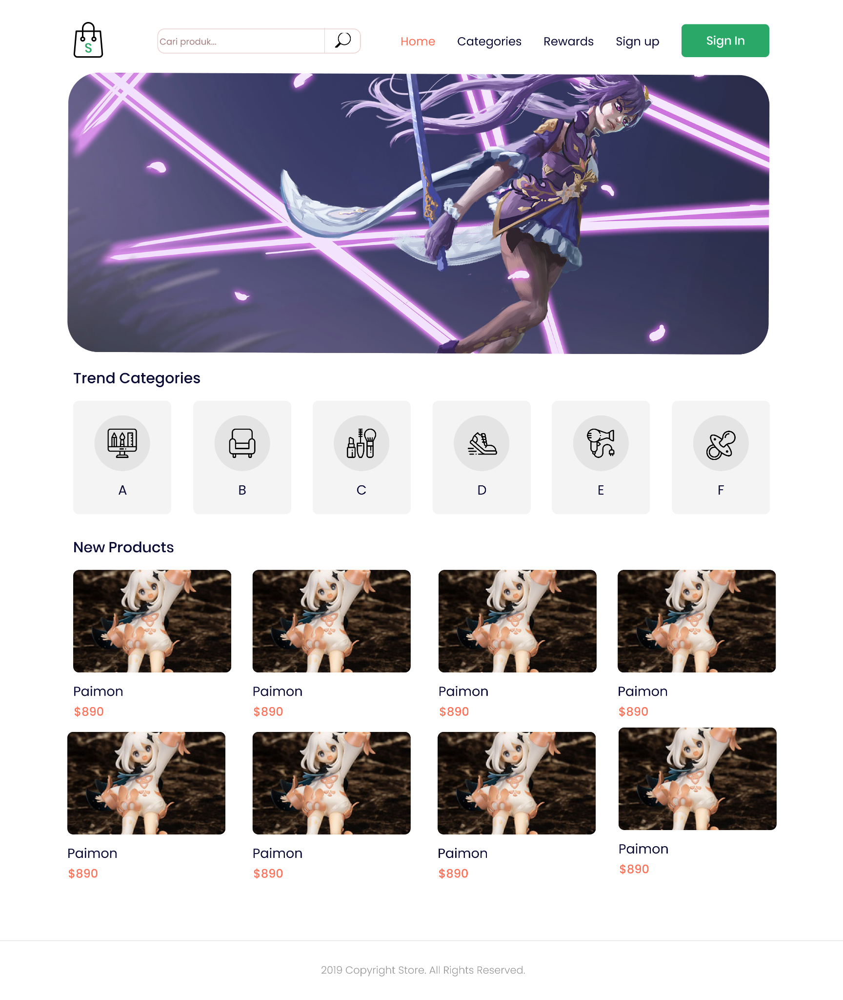 S
Cari produk...
Home
Categories
Rewards
Sign up
Sign In
Trend Categories
A
B
C
D
E
F
New Products
Paimon
$890
Paimon
$890
Paimon
$890
Paimon
$890
Paimon
$890
Paimon
$890
Paimon
$890
Paimon
$890
2019 Copyright Store. All Rights Reserved.